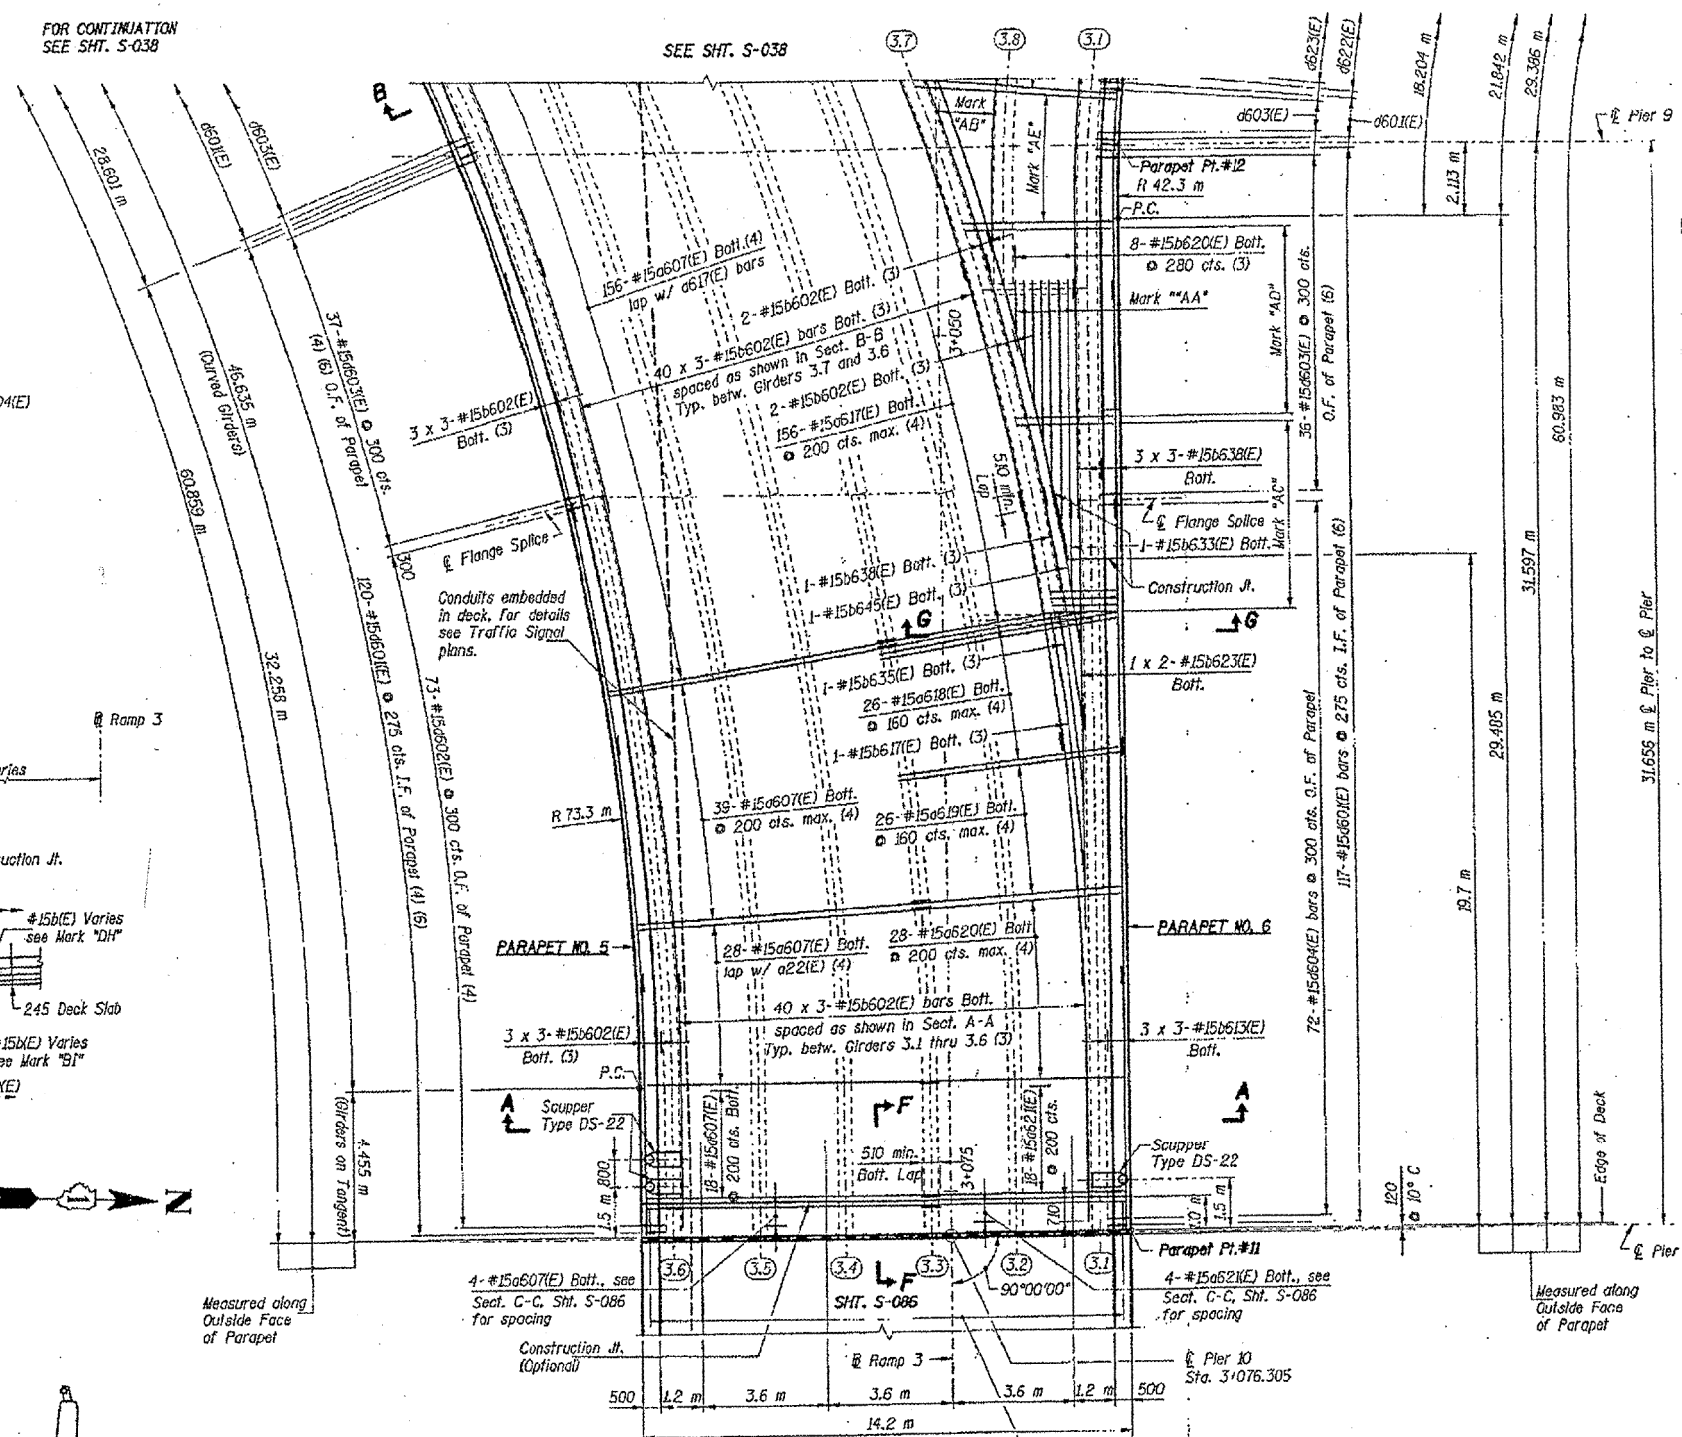 FOR CONTINUATION
SEE SHT. S-038
SEE SHT. S-038
3.7
3.8
3.1
d623(E)
d622(E)
18.204 m
21.842 m
29.386 m
B
d601(E)
d603(E)
28.601 m
Mark
"AB"
Mark "AE"
d603(E)
d601(E)
℄ Pier 9
Parapet Pt.#12
R 42.3 m
P.C.
2.113 m
156-#15a607(E) Bott.(4)
lap w/ a617(E) bars
8-#15b620(E) Bott.
@ 280 cts. (3)
Mark "AA"
Mark "AD"
36-#15d603(E) @ 300 cts.
O.F. of Parapet (6)
2-#15b602(E) Bott. (3)
40 x 3-#15b602(E) bars Bott. (3)
spaced as shown in Sect. B-B
Typ. betw. Girders 3.7 and 3.6
3+050
2-#15b602(E) Bott. (3)
156-#15a617(E) Bott.
@ 200 cts. max. (4)
37-#15d603(E) @ 300 cts.
(4) (6) O.F. of Parapet
46.635 m
(Curved Girders)
60.859 m
3 x 3-#15b602(E)
Bott. (3)
510 min.
Lap
3 x 3-#15b638(E)
Bott.
60.983 m
℄ Flange Splice
℄ Flange Splice
Mark "AC"
1-#15b633(E) Bott.
Construction Jt.
300
1-#15b638(E) Bott. (3)
1-#15b645(E) Bott. (3)
Conduits embedded
in deck, for details
see Traffic Signal
plans.
G
G
31.597 m
31.656 m ℄ Pier to ℄ Pier
1-#15b635(E) Bott. (3)
26-#15a618(E) Bott.
@ 160 cts. max. (4)
1 x 2-#15b623(E)
Bott.
120-#15d601(E) @ 275 cts. I.F. of Parapet (4) (6)
73-#15d602(E) @ 300 cts. O.F. of Parapet (4)
32.258 m
Ramp 3
1-#15b617(E) Bott. (3)
29.485 m
R 73.3 m
39-#15a607(E) Bott.
@ 200 cts. max. (4)
26-#15a619(E) Bott.
@ 160 cts. max. (4)
72-#15d604(E) bars @ 300 cts. O.F. of Parapet
117-#15d601(E) bars @ 275 cts. I.F. of Parapet (6)
19.7 m
#15b(E) Varies
see Mark "DH"
245 Deck Slab
PARAPET NO. 5
PARAPET NO. 6
28-#15a607(E) Bott.
lap w/ a22(E) (4)
28-#15a620(E) Bott.
@ 200 cts. max. (4)
40 x 3-#15b602(E) bars Bott.
spaced as shown in Sect. A-A
Typ. betw. Girders 3.1 thru 3.6 (3)
3 x 3-#15b602(E)
Bott. (3)
3 x 3-#15b613(E)
Bott.
P.C.
A
Scupper
Type DS-22
F
A
18-#15a607(E)
@ 200 cts. Bott.
510 min.
Bott. Lap
3+075
18-#15a621(E)
@ 200 cts.
Scupper
Type DS-22
800
1.5 m
710
1.0 m
1.5 m
4.455 m
(Girders on Tangent)
120
@ 10° C
Edge of Deck
N
℄ Pier
3.6
3.5
3.4
3.3
3.2
3.1
Parapet Pt.#11
F
90°00'00"
4-#15a607(E) Bott., see
Sect. C-C, Sht. S-086
for spacing
SHT. S-086
4-#15a621(E) Bott., see
Sect. C-C, Sht. S-086
for spacing
Measured along
Outside Face
of Parapet
Measured along
Outside Face
of Parapet
Construction Jt.
(Optional)
Ramp 3
℄ Pier 10
Sta. 3+076.305
500
1.2 m
3.6 m
3.6 m
3.6 m
1.2 m
500
14.2 m